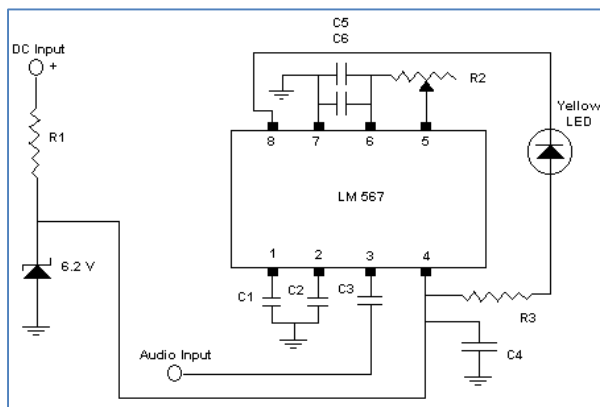 C5
C6
DC Input
+
R2
Yellow
LED
R1
8 7 6 5
LM 567
1 2 3 4
6.2 V
C1 C2 C3
R3
C4
Audio Input